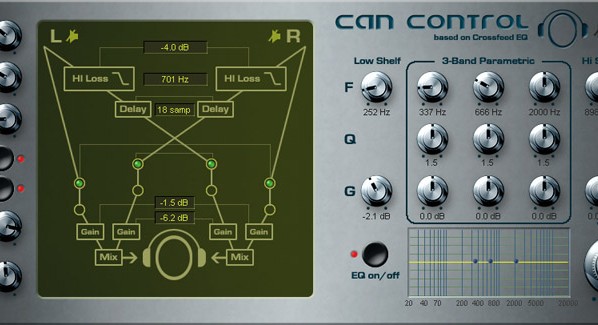 L
R
-4.0 dB
HI Loss
701 Hz
HI Loss
Delay
18 samp
Delay
-1.5 dB
-6.2 dB
Gain
Gain
Gain
Gain
Mix
Mix
can control
based on Crossfeed EQ
Low Shelf
3-Band Parametric
F
252 Hz
337 Hz
666 Hz
2000 Hz
Q
1.5
1.5
1.5
G
-2.1 dB
0.0 dB
0.0 dB
0.0 dB
EQ on/off
20 40 70 200 400 800 2000 5000